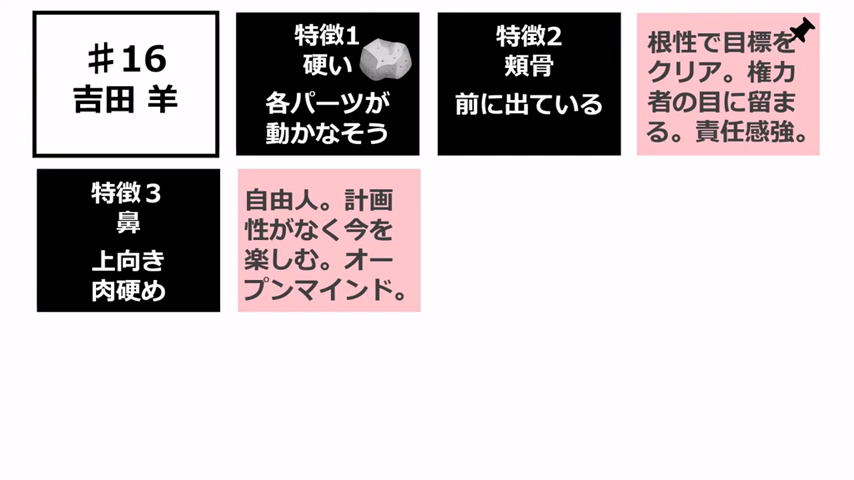 ♯16
吉田 羊
特徴1
硬い
各パーツが
動かなそう
特徴2
頬骨
前に出ている
根性で目標を
クリア。権力
者の目に留ま
る。責任感強。
特徴３
鼻
上向き
肉硬め
自由人。計画
性がなく今を
楽しむ。オー
プンマインド。